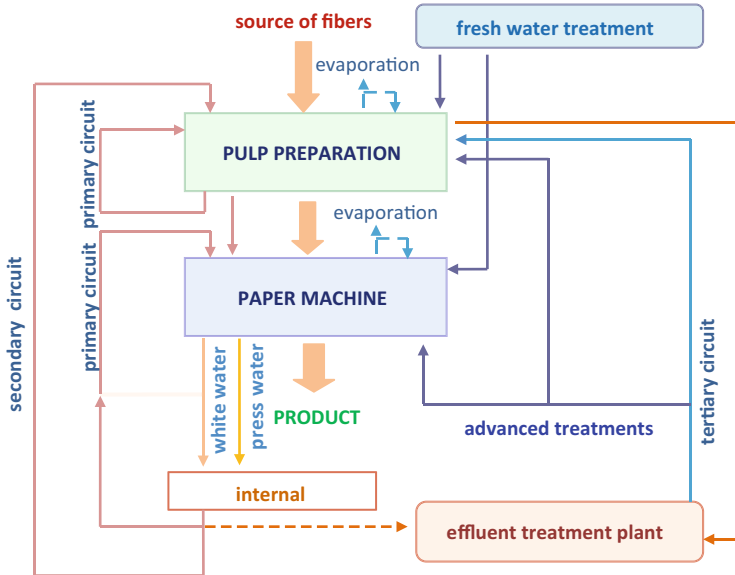 source of fibers
fresh water treatment
evaporation
PULP PREPARATION
primary circuit
evaporation
PAPER MACHINE
primary circuit
secondary circuit
white water
press water
PRODUCT
advanced treatments
tertiary circuit
internal
effluent treatment plant